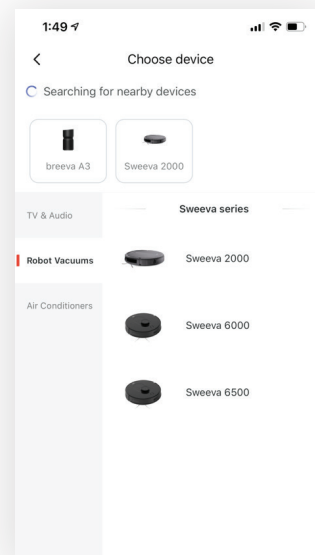 1:49
Choose device
Searching for nearby devices
breeva A3
Sweeva 2000
TV & Audio
Robot Vacuums
Air Conditioners
Sweeva series
Sweeva 2000
Sweeva 6000
Sweeva 6500